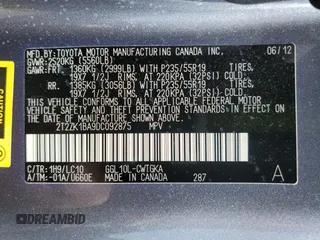 MFD. BY: TOYOTA MOTOR MANUFACTURING CANADA INC. 06/12
GVWR: 2520KG (5560LB)
GAWR: FRT. 1360KG (2999LB) WITH P235/55R19 TIRES,
19X7 1/2J RIMS, AT 220KPA (32PSI) COLD.
RR. 1385KG (3056LB) WITH P235/55R19 TIRES,
19X7 1/2J RIMS, AT 220KPA (32PSI) COLD.
THIS VEHICLE CONFORMS TO ALL APPLICABLE FEDERAL
MOTOR VEHICLE SAFETY, BUMPER, AND THEFT
PREVENTION STANDARDS IN EFFECT ON THE DATE OF
MANUFACTURE SHOWN ABOVE.
2T2ZK1BA9DC092875 MPV
C/TR: 1H9/LC10 GGL10L-CWTGKA
A/TM: -01A/U660E MADE IN CANADA 287 A
CAUTION
DREAMBID